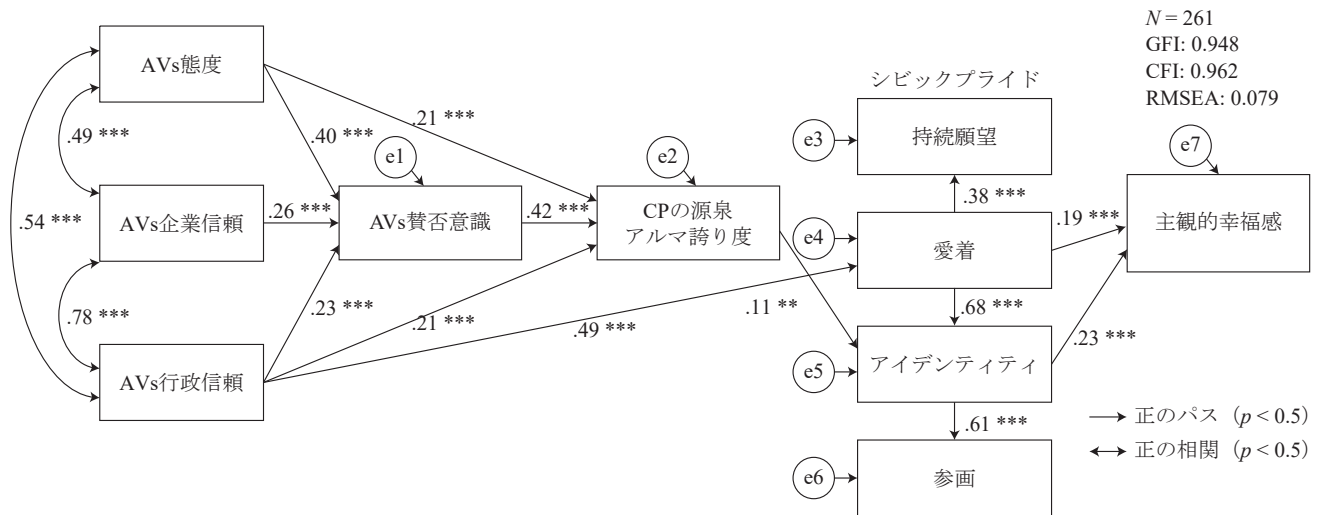 N = 261
GFI: 0.948
CFI: 0.962
RMSEA: 0.079
AVs態度
シビックプライド
.49 ***
.40 ***
.21 ***
e1
e2
e3
持続願望
e7
.54 ***
AVs企業信頼
.26 ***
AVs賛否意識
.42 ***
CPの源泉
アルマ誇り度
.38 ***
e4
愛着
.19 ***
主観的幸福感
.78 ***
.23 ***
.21 ***
.49 ***
.11 **
.68 ***
AVs行政信頼
e5
アイデンティティ
.23 ***
.61 ***
正のパス（p < 0.5）
正の相関（p < 0.5）
e6
参画